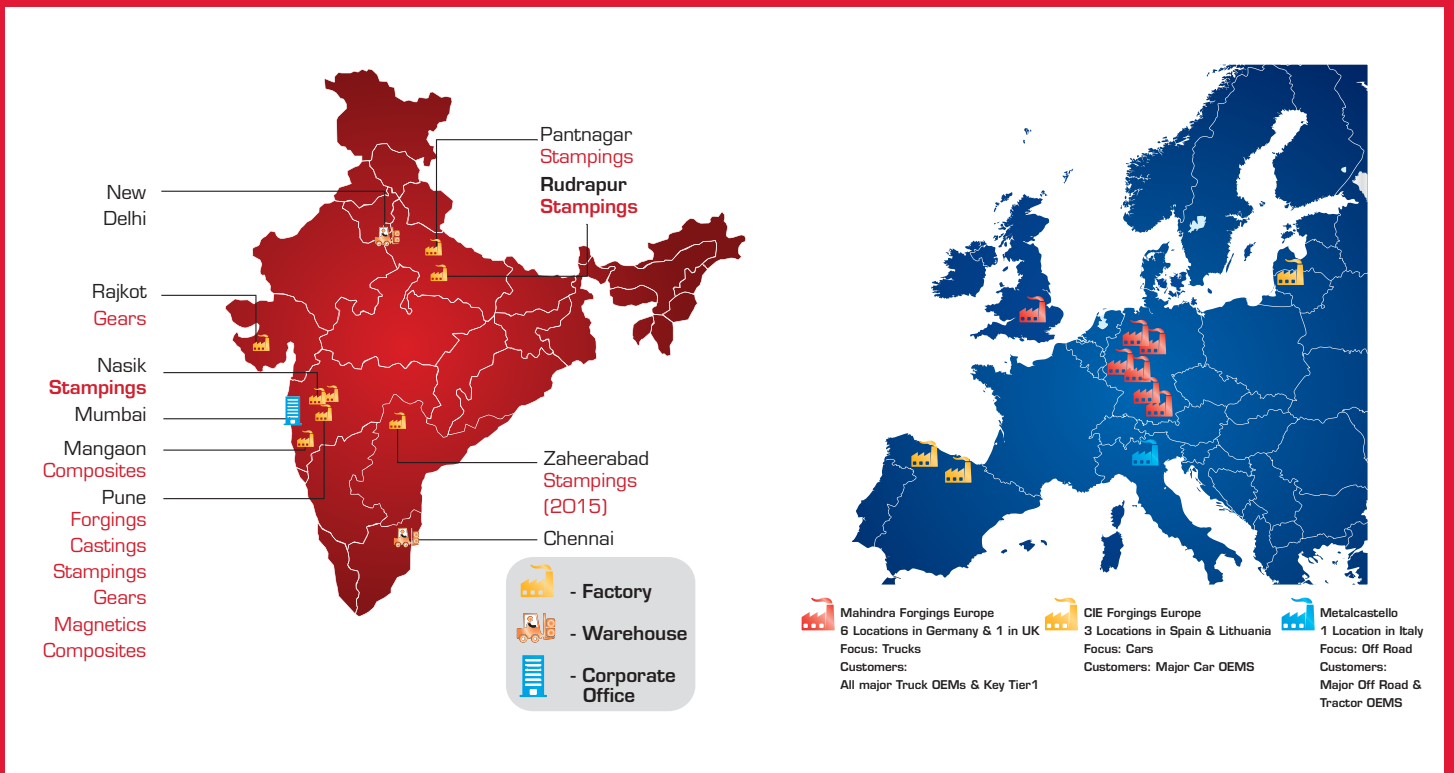 New
Delhi
Rajkot
Gears
Nasik
Stampings
Mumbai
Mangaon
Composites
Pune
Forgings
Castings
Stampings
Gears
Magnetics
Composites
Pantnagar
Stampings
Rudrapur
Stampings
Zaheerabad
Stampings
(2015)
Chennai
- Factory
- Warehouse
- Corporate
Office
Mahindra Forgings Europe
6 Locations in Germany & 1 in UK
Focus: Trucks
Customers:
All major Truck OEMs & Key Tier1
CIE Forgings Europe
3 Locations in Spain & Lithuania
Focus: Cars
Customers: Major Car OEMS
Metalcastello
1 Location in Italy
Focus: Off Road
Customers:
Major Off Road &
Tractor OEMS